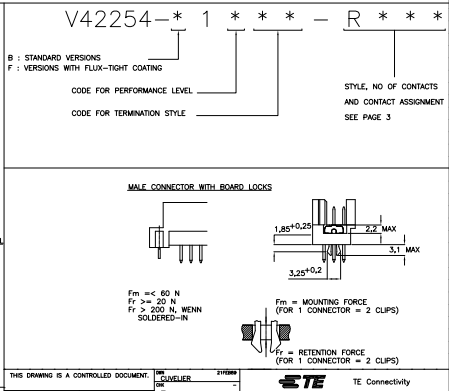 V42254-* 1 * * * - R * * *
B : STANDARD VERSIONS
F : VERSIONS WITH FLUX-TIGHT COATING
CODE FOR PERFORMANCE LEVEL
CODE FOR TERMINATION STYLE
STYLE, NO OF CONTACTS
AND CONTACT ASSIGNMENT
SEE PAGE 3
MALE CONNECTOR WITH BOARD LOCKS
1,85+0,25
2,2 MAX
3,1 MAX
3,25+0,2
Fm =< 60 N
Fr >= 20 N
Fr > 200 N, WENN
SOLDERED-IN
Fm = MOUNTING FORCE
(FOR 1 CONNECTOR = 2 CLIPS)
Fr = RETENTION FORCE
(FOR 1 CONNECTOR = 2 CLIPS)
THIS DRAWING IS A CONTROLLED DOCUMENT.
DWN 21FEB89
CUVELIER
CHK -
TE TE Connectivity